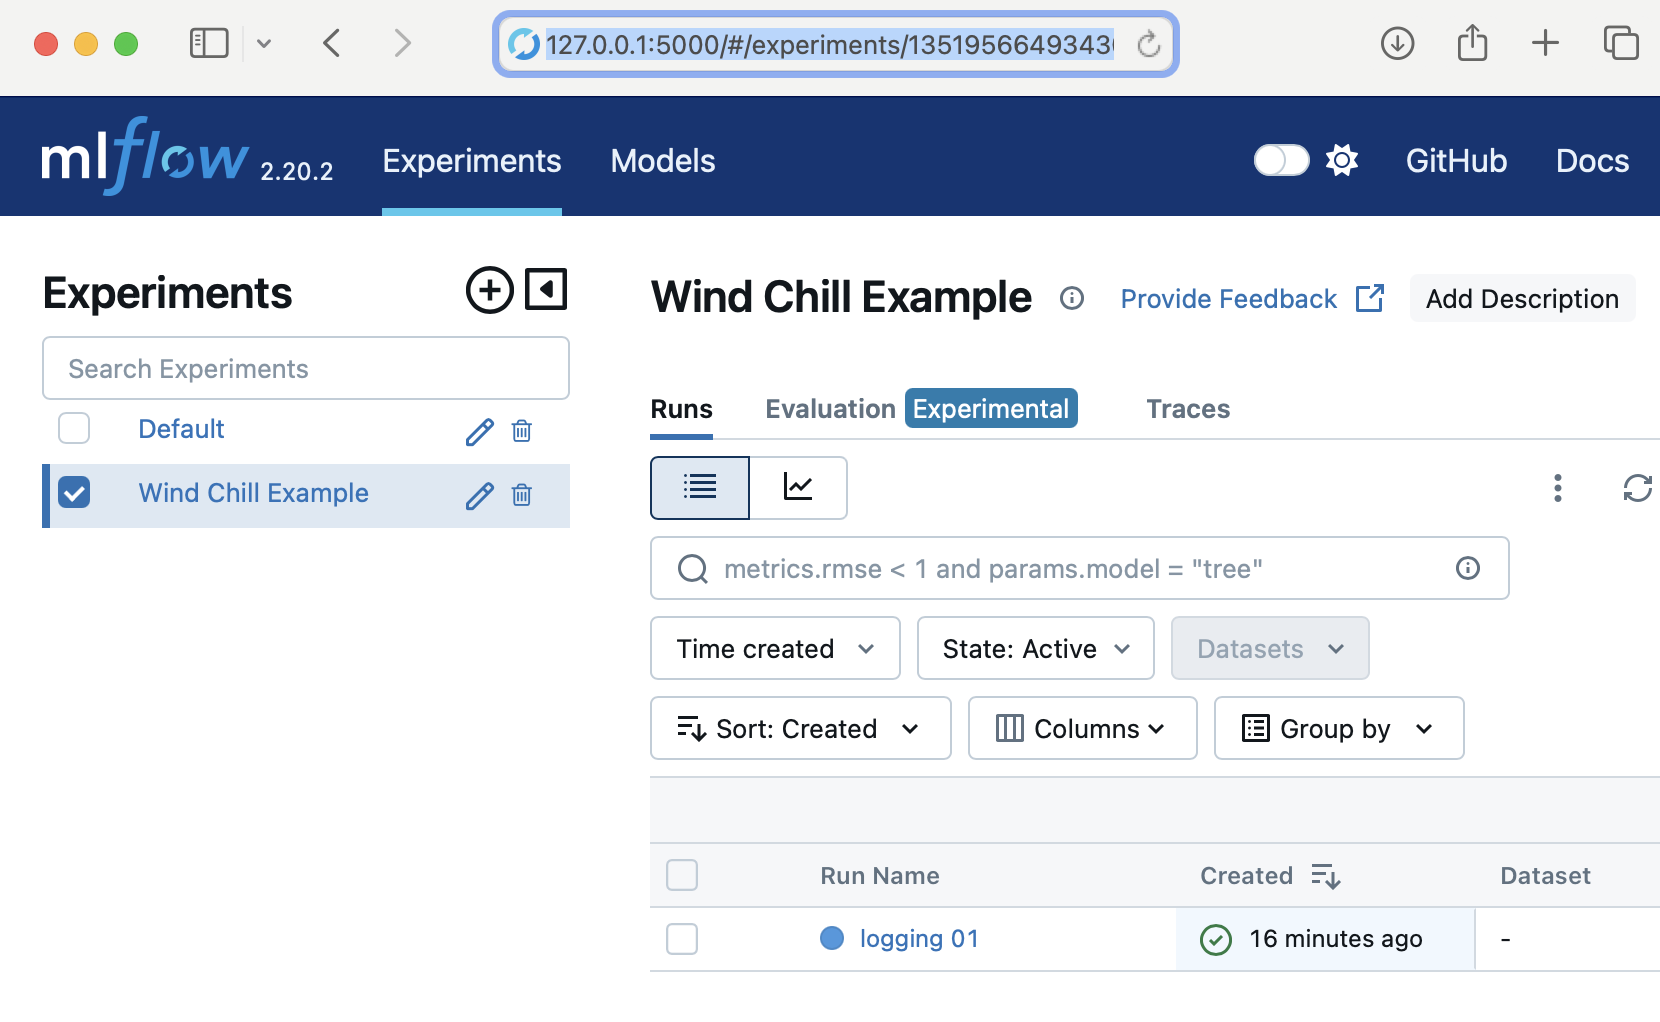 127.0.0.1:5000/#/experiments/1351956649343
mlflow 2.20.2
Experiments
Models
GitHub
Docs
Experiments
Search Experiments
Default
Wind Chill Example
Wind Chill Example
Provide Feedback
Add Description
Runs
Evaluation
Experimental
Traces
metrics.rmse < 1 and params.model = "tree"
Time created
State: Active
Datasets
Sort: Created
Columns
Group by
Run Name
Created
Dataset
logging 01
16 minutes ago
-